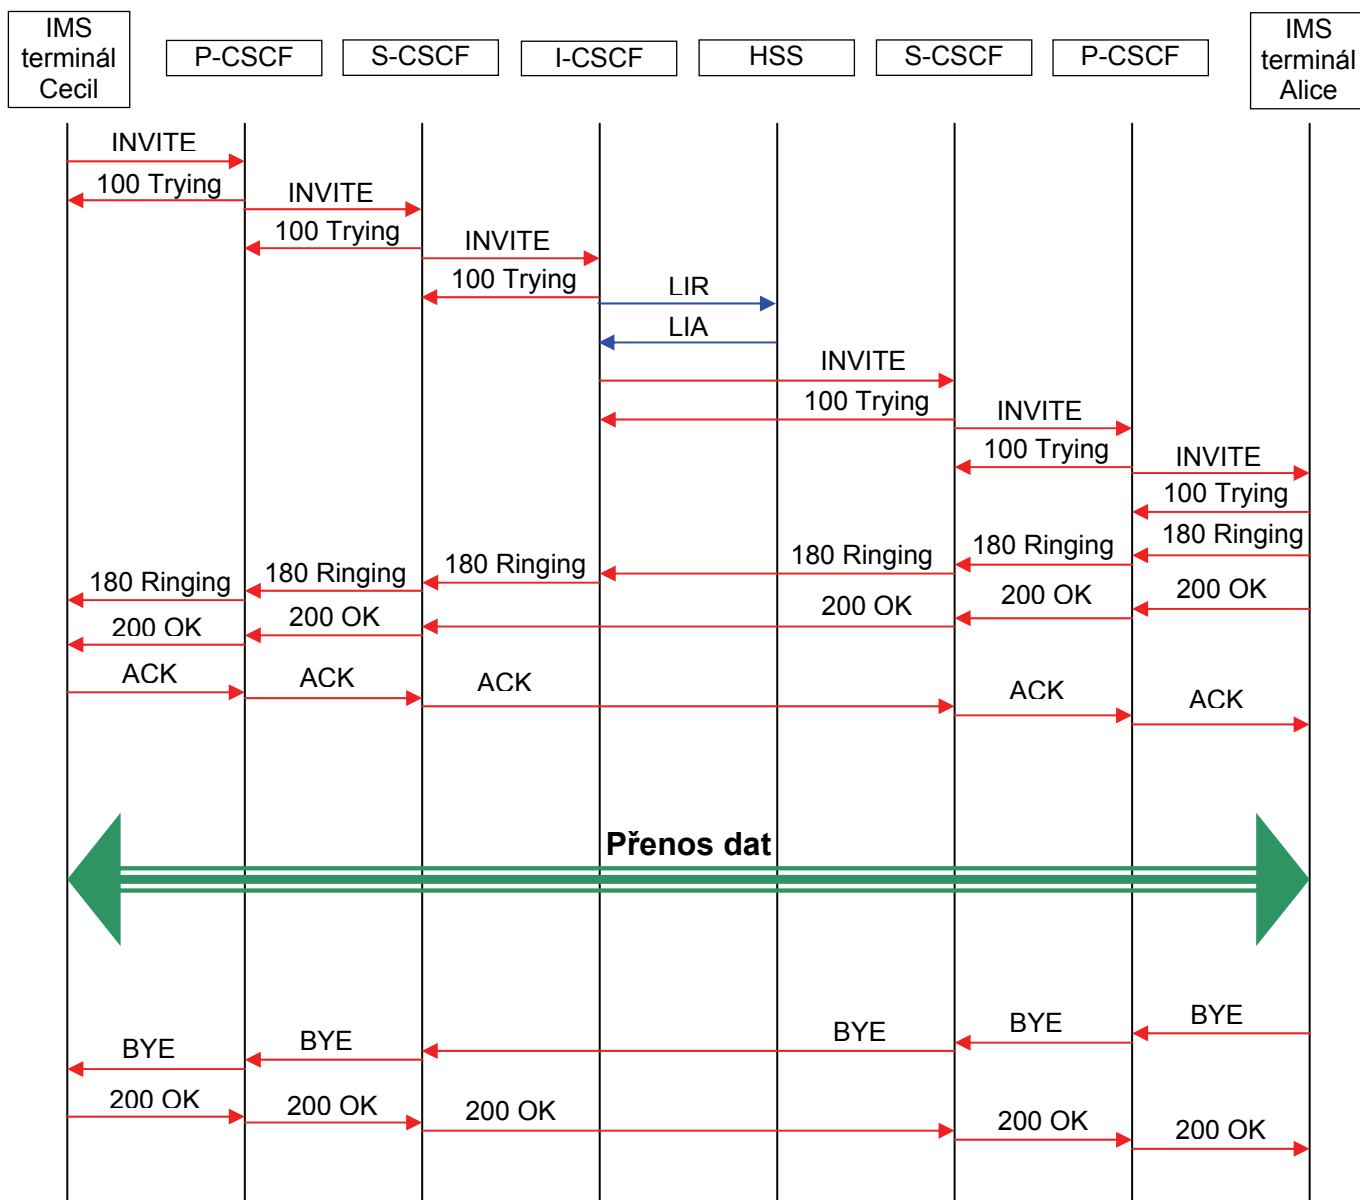 IMS
terminál
Cecil
P-CSCF
S-CSCF
I-CSCF
HSS
S-CSCF
P-CSCF
IMS
terminál
Alice
INVITE
100 Trying
INVITE
100 Trying
INVITE
100 Trying
LIR
LIA
INVITE
100 Trying
INVITE
100 Trying
INVITE
100 Trying
180 Ringing
180 Ringing
180 Ringing
180 Ringing
180 Ringing
180 Ringing
200 OK
200 OK
200 OK
200 OK
200 OK
ACK
ACK
ACK
ACK
ACK
Přenos dat
BYE
BYE
BYE
BYE
BYE
200 OK
200 OK
200 OK
200 OK
200 OK